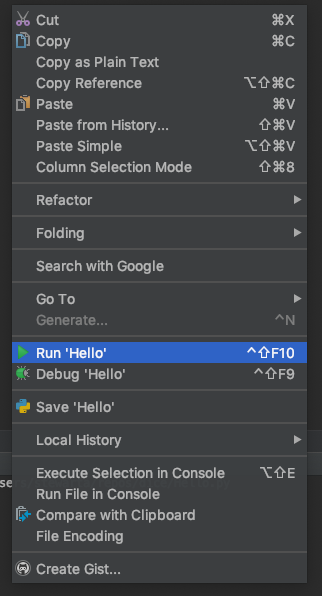 Cut ⌘X
Copy ⌘C
Copy as Plain Text
Copy Reference ⌥⇧⌘C
Paste ⌘V
Paste from History... ⇧⌘V
Paste Simple ⌥⇧⌘V
Column Selection Mode ⇧⌘8
Refactor
Folding
Search with Google
Go To
Generate... ^N
Run 'Hello' ^⇧F10
Debug 'Hello' ^⇧F9
Save 'Hello'
Local History
Execute Selection in Console ⌥⇧E
Run File in Console
Compare with Clipboard
File Encoding
Create Gist...